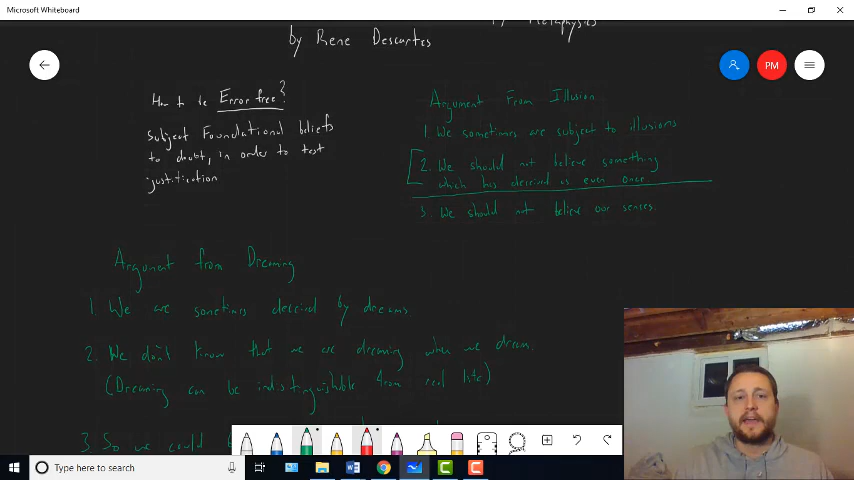 Microsoft Whiteboard
Metaphysics
by Rene Descartes
PM
How to be Error free?
Subject Foundational beliefs
to doubt, in order to test
justification
Argument From Illusion
1. We sometimes are subject to illusions
2. We should not believe something
which has deceived us even once.
3. We should not believe our senses.
Argument from Dreaming
1. We are sometimes deceived by dreams.
2. We don't know that we are dreaming when we dream.
(Dreaming can be indistinguishable from real life)
3 So we could
Type here to search